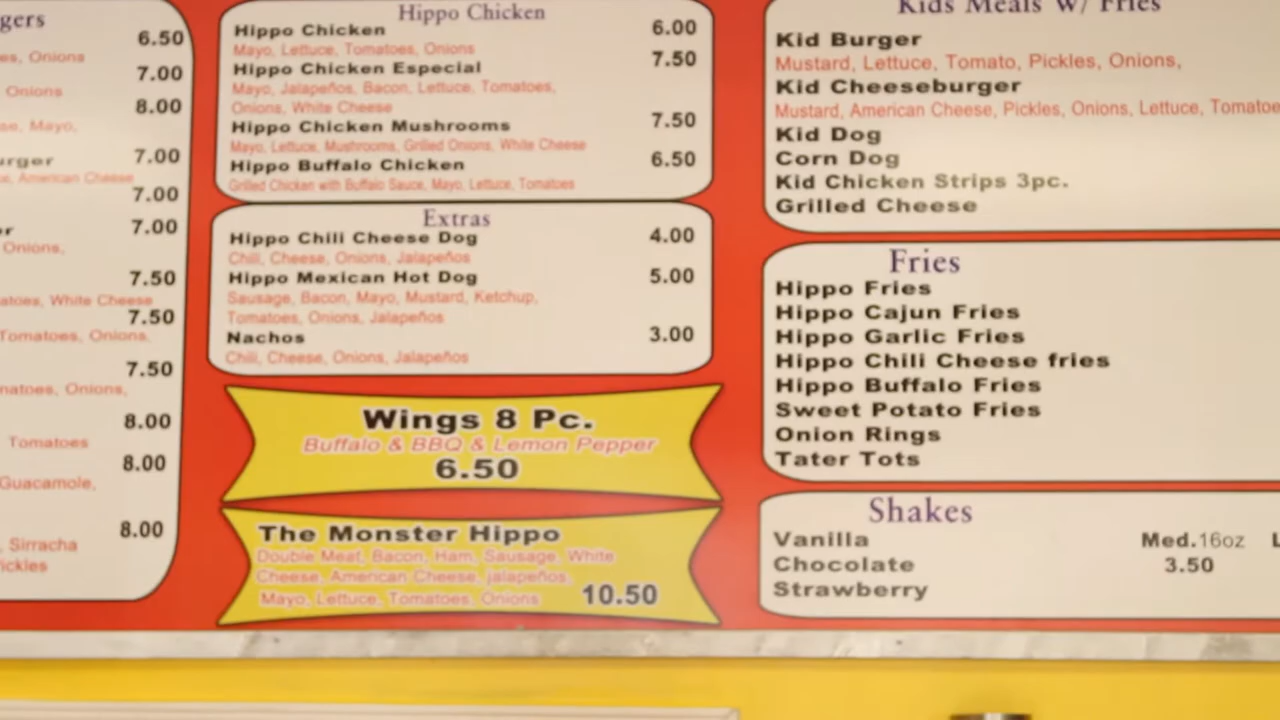 gers
6.50
es, Onions
7.00
Onions
8.00
se, Mayo,
urger 7.00
American Cheese
7.00
r 7.00
Onions,
7.50
atoes, White Cheese
7.50
Tomatoes, Onions,
7.50
matoes, Onions,
8.00
Tomatoes
8.00
Guacamole,
8.00
, Sirracha
ickles
Hippo Chicken
Hippo Chicken 6.00
Mayo, Lettuce, Tomatoes, Onions
Hippo Chicken Especial 7.50
Mayo, Jalapeños, Bacon, Lettuce, Tomatoes,
Onions, White Cheese
Hippo Chicken Mushrooms 7.50
Mayo, Lettuce, Mushrooms, Grilled Onions, White Cheese
Hippo Buffalo Chicken 6.50
Grilled Chicken with Buffalo Sauce, Mayo, Lettuce, Tomatoes
Extras
Hippo Chili Cheese Dog 4.00
Chili, Cheese, Onions, Jalapeños
Hippo Mexican Hot Dog 5.00
Sausage, Bacon, Mayo, Mustard, Ketchup,
Tomatoes, Onions, Jalapeños
Nachos 3.00
Chili, Cheese, Onions, Jalapeños
Wings 8 Pc.
Buffalo & BBQ & Lemon Pepper
6.50
The Monster Hippo
Double Meat, Bacon, Ham, Sausage, White
Cheese, American Cheese, jalapeños,
Mayo, Lettuce, Tomatoes, Onions 10.50
Kids Meals W/ Fries
Kid Burger
Mustard, Lettuce, Tomato, Pickles, Onions,
Kid Cheeseburger
Mustard, American Cheese, Pickles, Onions, Lettuce, Tomatoe
Kid Dog
Corn Dog
Kid Chicken Strips 3pc.
Grilled Cheese
Fries
Hippo Fries
Hippo Cajun Fries
Hippo Garlic Fries
Hippo Chili Cheese fries
Hippo Buffalo Fries
Sweet Potato Fries
Onion Rings
Tater Tots
Shakes
Vanilla Med.16oz L
Chocolate 3.50
Strawberry